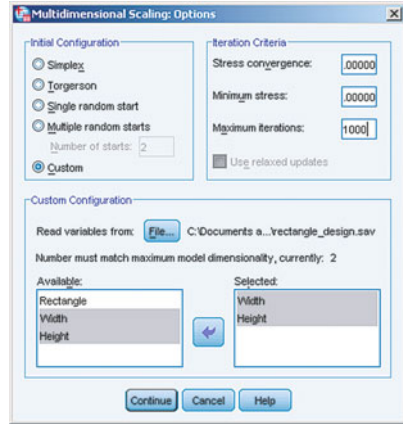 Multidimensional Scaling: Options
Initial Configuration
Simplex
Torgerson
Single random start
Multiple random starts
Number of starts: 2
Custom
Iteration Criteria
Stress convergence: .00000
Minimum stress: .00000
Maximum iterations: 1000
Use relaxed updates
Custom Configuration
Read variables from: File... C:\Documents a...\rectangle_design.sav
Number must match maximum model dimensionality, currently: 2
Available:
Rectangle
Width
Height
Selected:
Width
Height
Continue Cancel Help